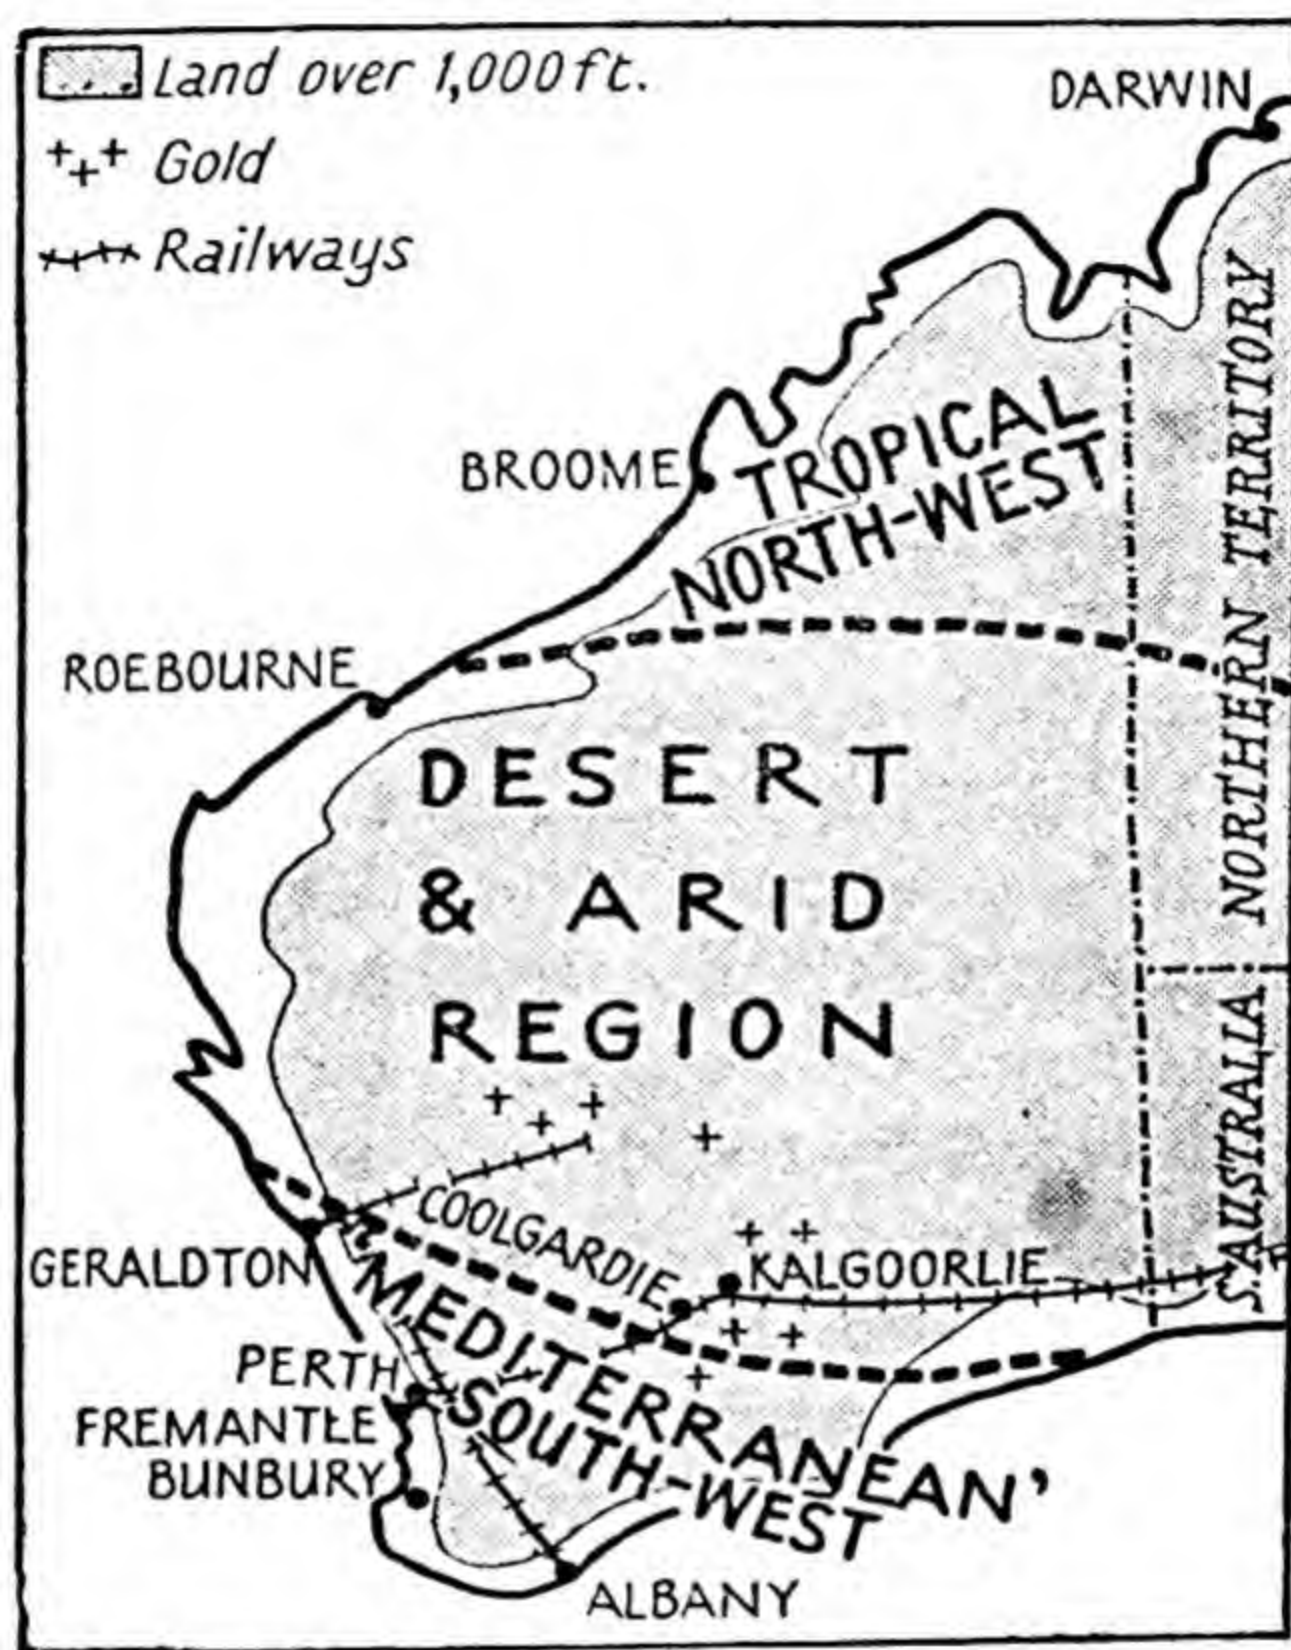 Land over 1,000 ft.
Gold
Railways
DARWIN
BROOME
TROPICAL
NORTH-WEST
NORTHERN TERRITORY
ROEBOURNE
DESERT
& ARID
REGION
S. AUSTRALIA
COOLGARDIE
KALGOORLIE
GERALDTON
'MEDITERRANEAN'
SOUTH-WEST
PERTH
FREMANTLE
BUNBURY
ALBANY